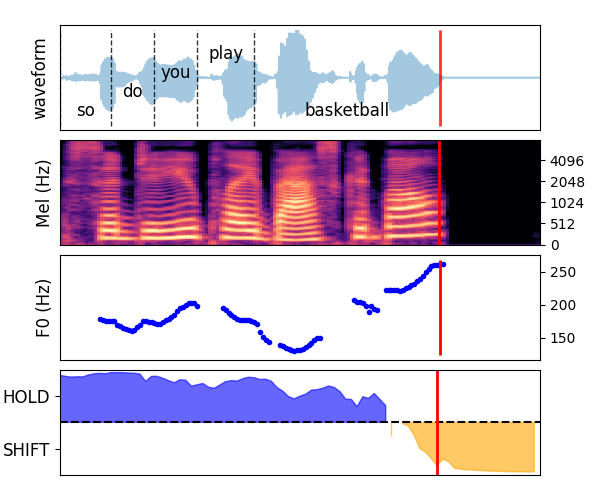 waveform
so
do
you
play
basketball
Mel (Hz)
4096
2048
1024
512
0
F0 (Hz)
250
200
150
HOLD
SHIFT